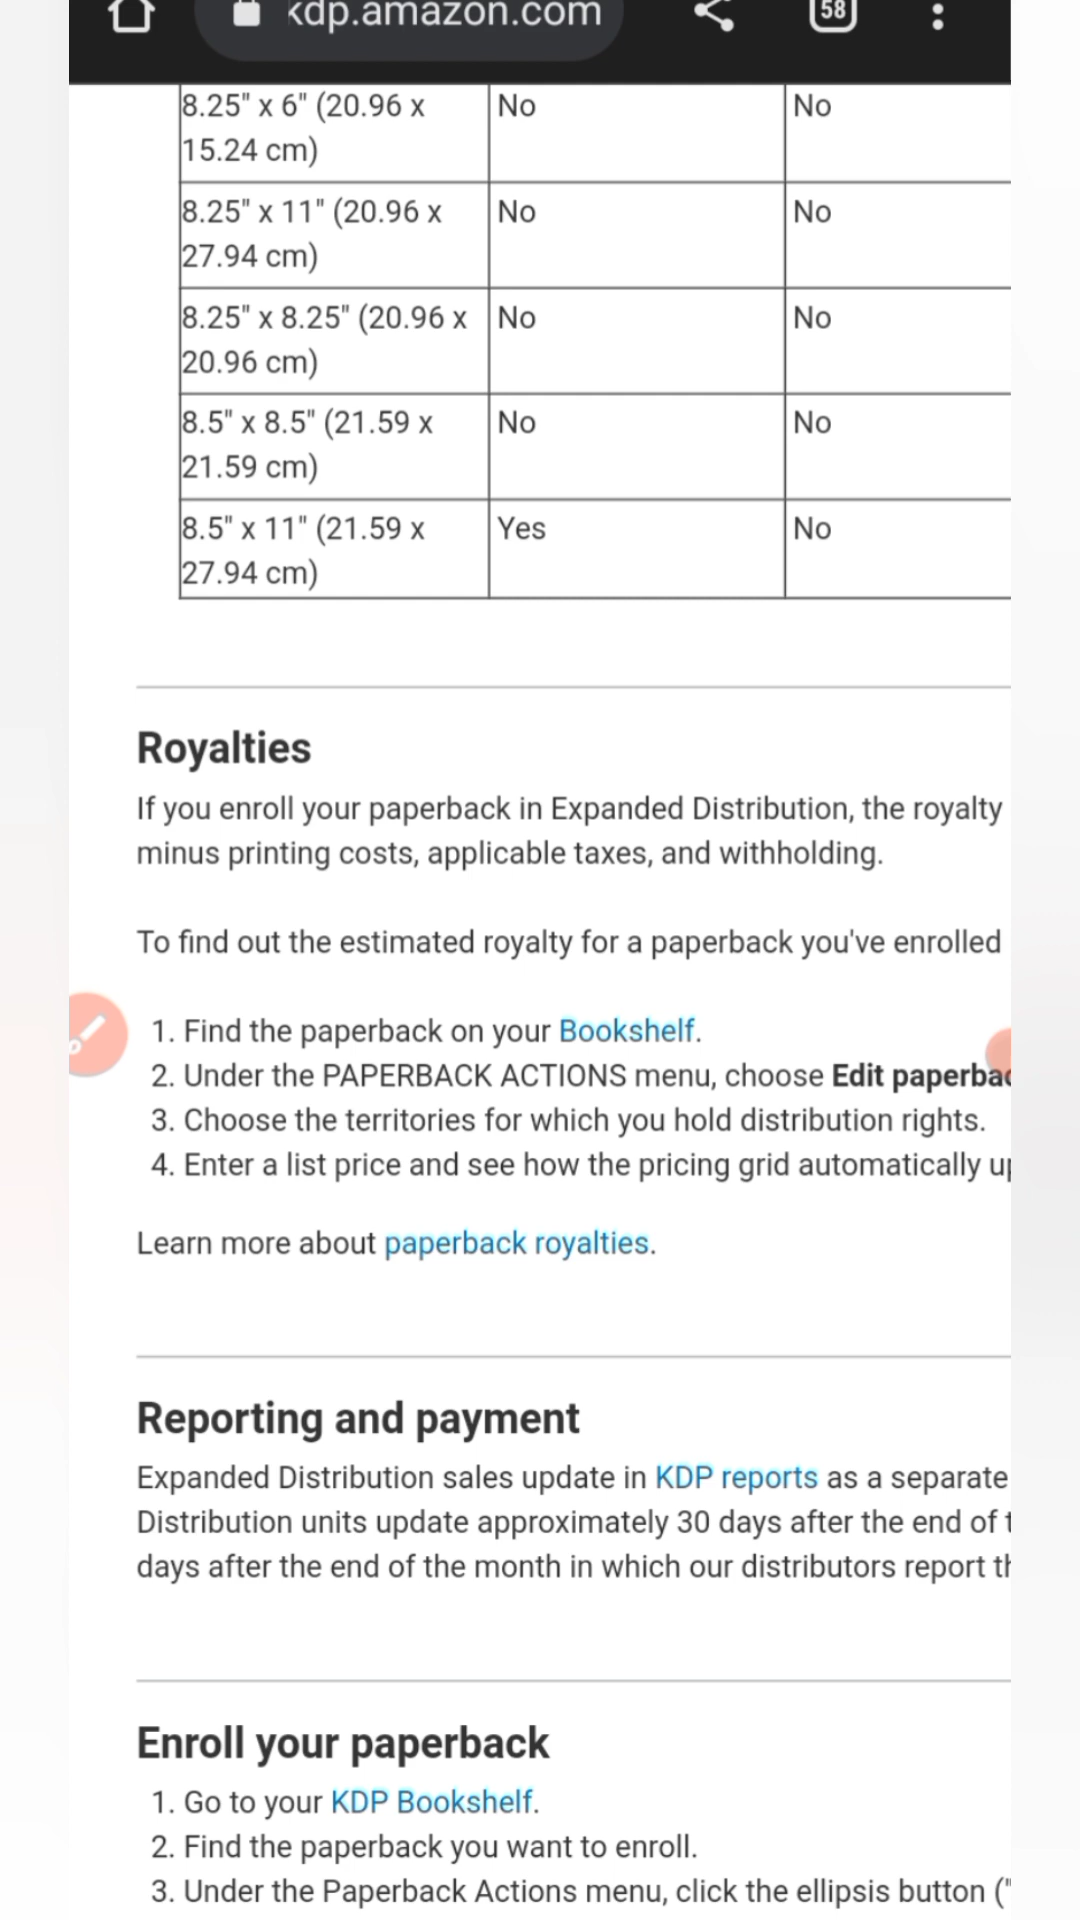 kdp.amazon.com
58
8.25" x 6" (20.96 x
15.24 cm)
No
No
8.25" x 11" (20.96 x
27.94 cm)
No
No
8.25" x 8.25" (20.96 x
20.96 cm)
No
No
8.5" x 8.5" (21.59 x
21.59 cm)
No
No
8.5" x 11" (21.59 x
27.94 cm)
Yes
No
Royalties
If you enroll your paperback in Expanded Distribution, the royalty
minus printing costs, applicable taxes, and withholding.
To find out the estimated royalty for a paperback you've enrolled
1. Find the paperback on your Bookshelf.
2. Under the PAPERBACK ACTIONS menu, choose Edit
3. Choose the territories for which you hold distribution rights.
4. Enter a list price and see how the pricing grid automatically
Learn more about paperback royalties.
Reporting and payment
Expanded Distribution sales update in KDP reports as a separate
Distribution units update approximately 30 days after the end of
days after the end of the month in which our distributors report
Enroll your paperback
1. Go to your KDP Bookshelf.
2. Find the paperback you want to enroll.
3. Under the Paperback Actions menu, click the ellipsis button ("